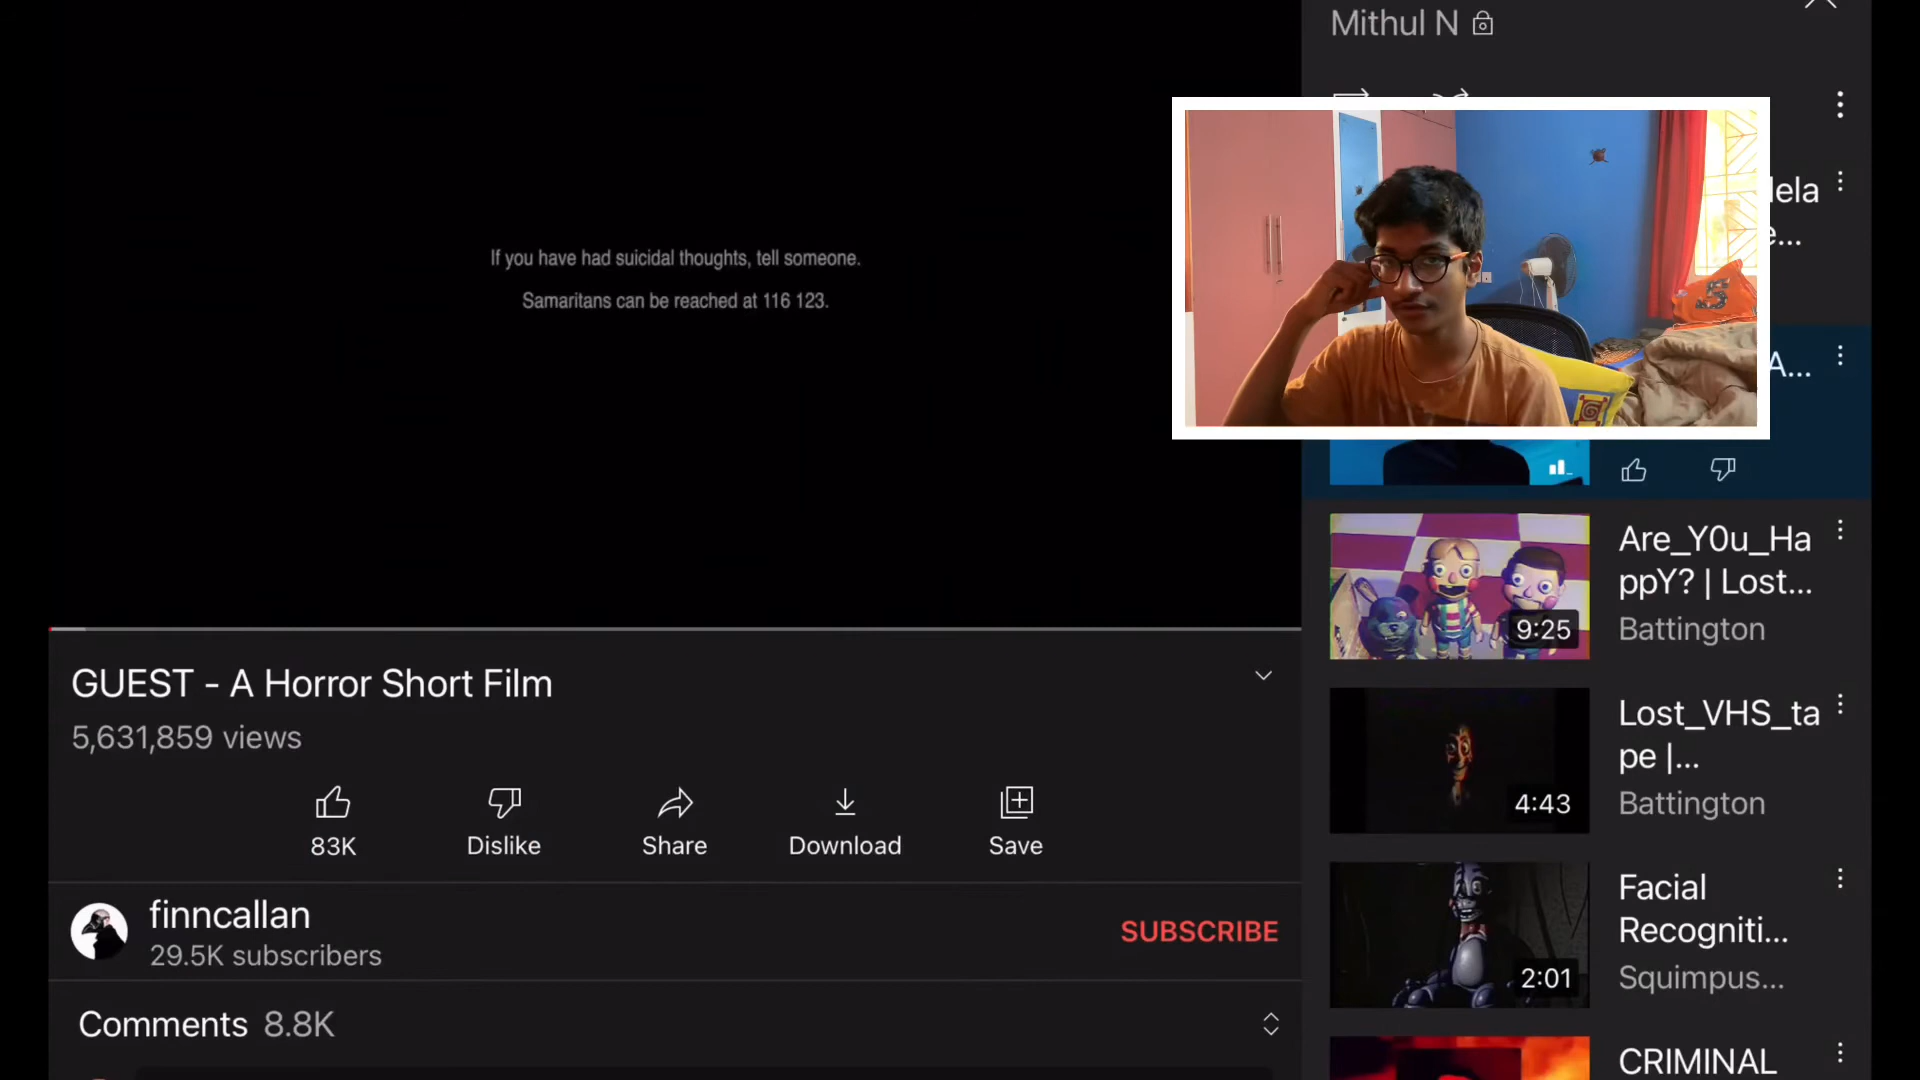 If you have had suicidal thoughts, tell someone.
Samaritans can be reached at 116 123.
GUEST - A Horror Short Film
5,631,859 views
83K
Dislike
Share
Download
Save
finncallan
29.5K subscribers
SUBSCRIBE
Comments 8.8K
Mithul N
A...
Are_Y0u_Ha
ppY? | Lost...
Battington
9:25
Lost_VHS_ta
pe |...
Battington
4:43
Facial
Recogniti...
Squimpus...
2:01
CRIMINAL